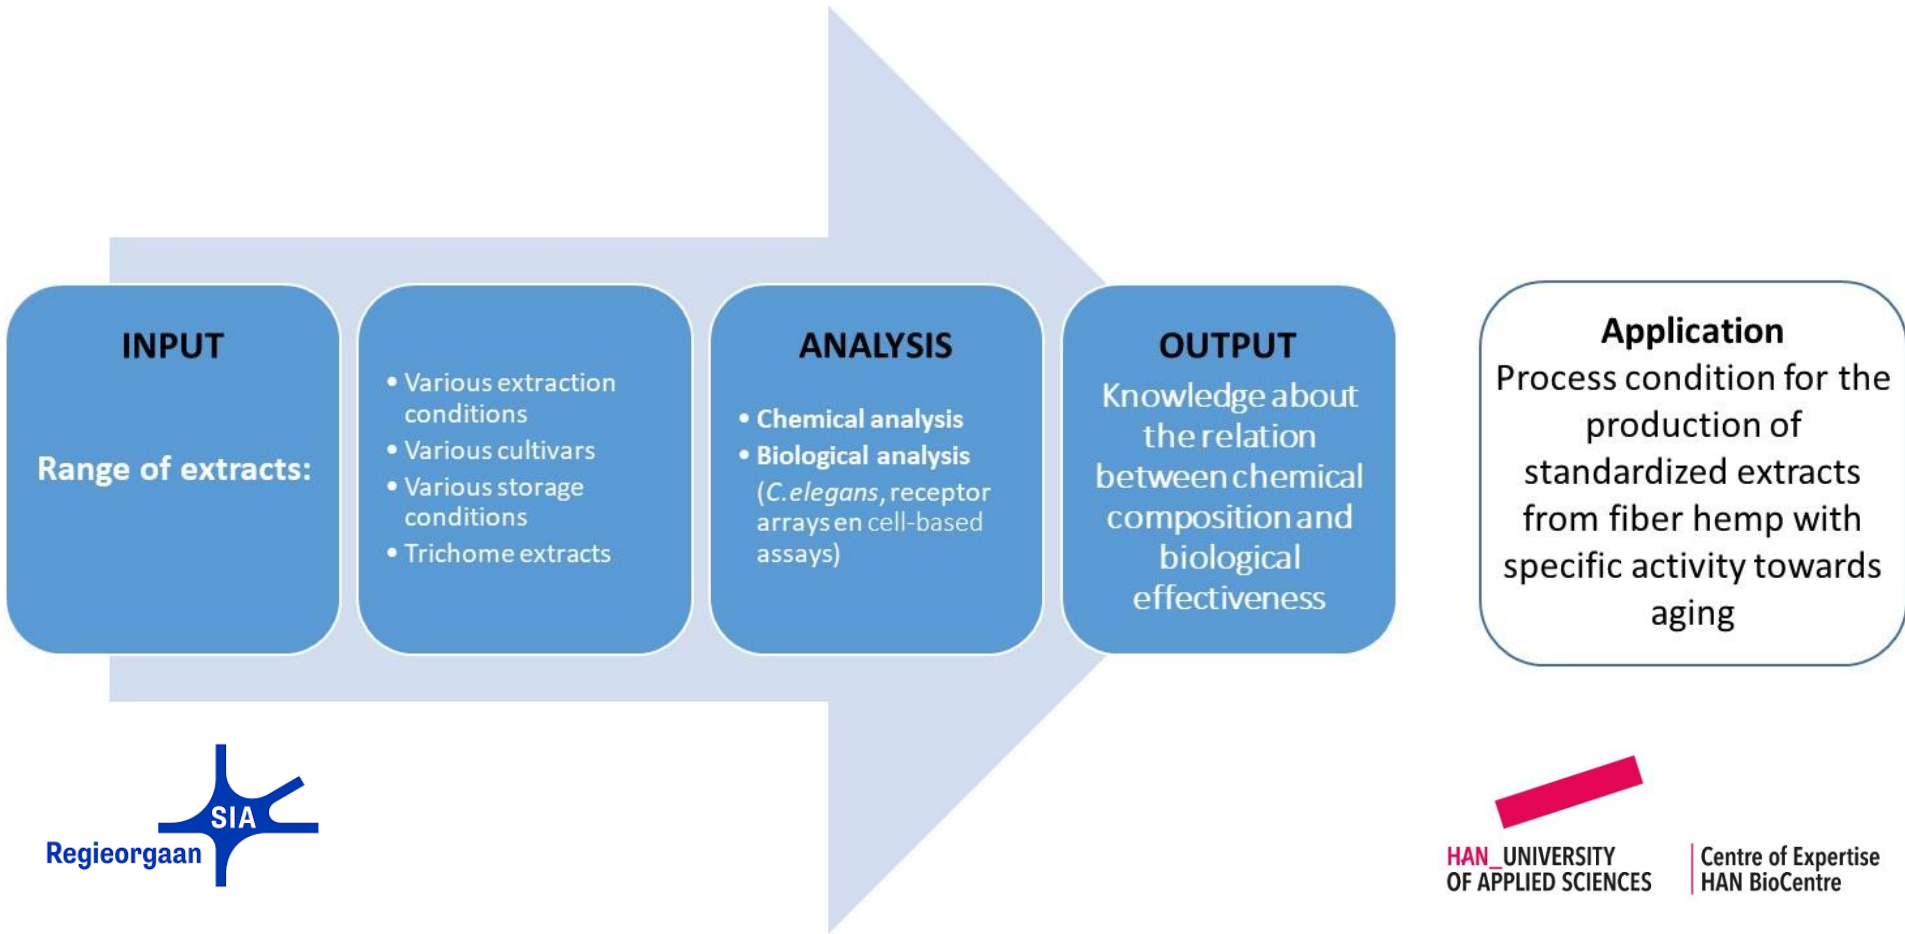 INPUT
Range of extracts:
• Various extraction
conditions
• Various cultivars
• Various storage
conditions
• Trichome extracts
ANALYSIS
• Chemical analysis
• Biological analysis
(C.elegans, receptor
arrays en cell-based
assays)
OUTPUT
Knowledge about
the relation
between chemical
composition and
biological
effectiveness
Application
Process condition for the
production of
standardized extracts
from fiber hemp with
specific activity towards
aging
SIA
Regieorgaan
HAN_UNIVERSITY
OF APPLIED SCIENCES
Centre of Expertise
HAN BioCentre